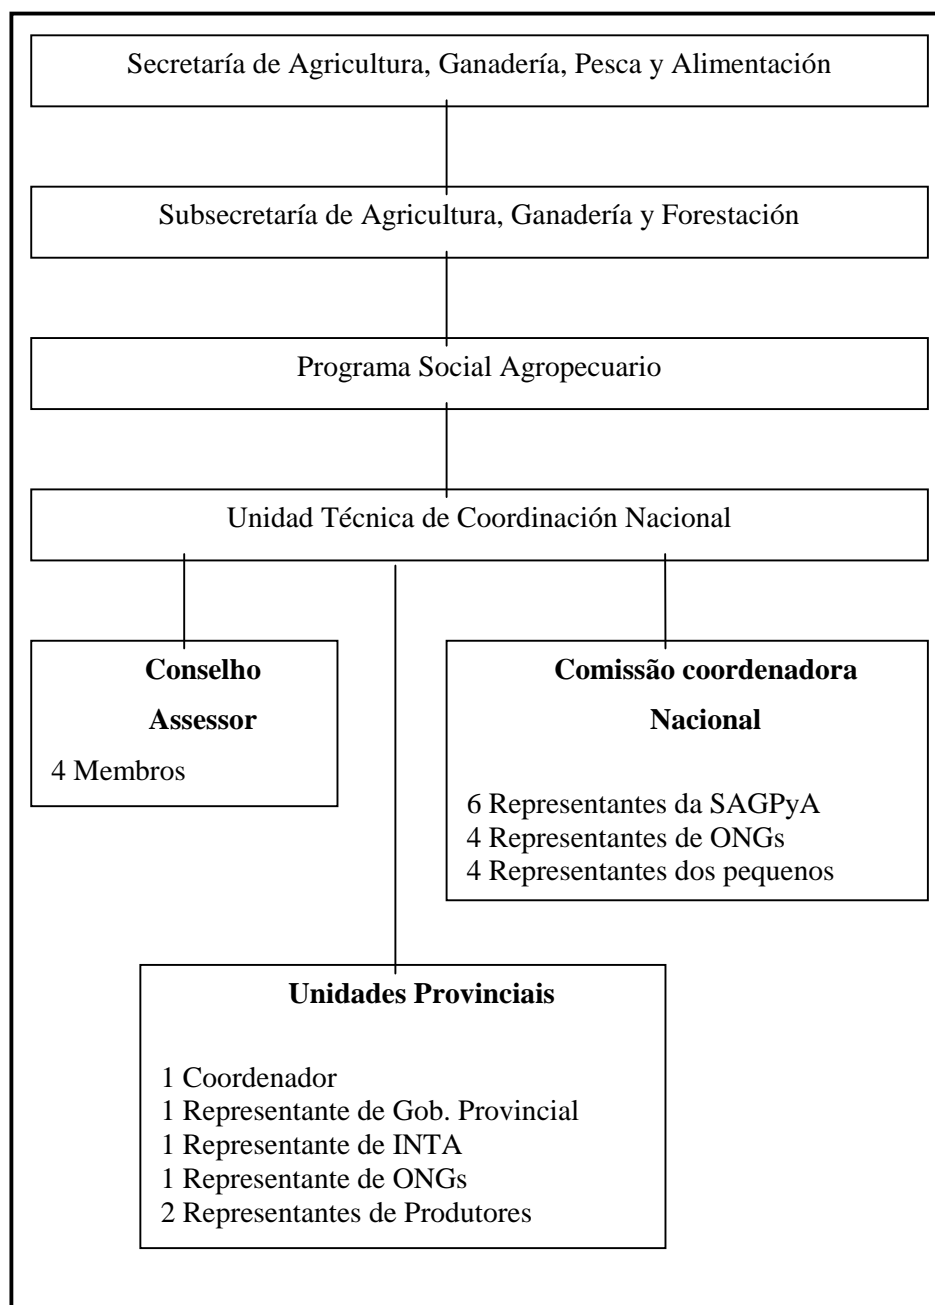 Secretaría de Agricultura, Ganadería, Pesca y Alimentación
Subsecretaría de Agricultura, Ganadería y Forestación
Programa Social Agropecuario
Unidad Técnica de Coordinación Nacional
Conselho
Assessor
4 Membros
Comissão coordenadora
Nacional
6 Representantes da SAGPyA
4 Representantes de ONGs
4 Representantes dos pequenos
Unidades Provinciais
1 Coordenador
1 Representante de Gob. Provincial
1 Representante de INTA
1 Representante de ONGs
2 Representantes de Produtores